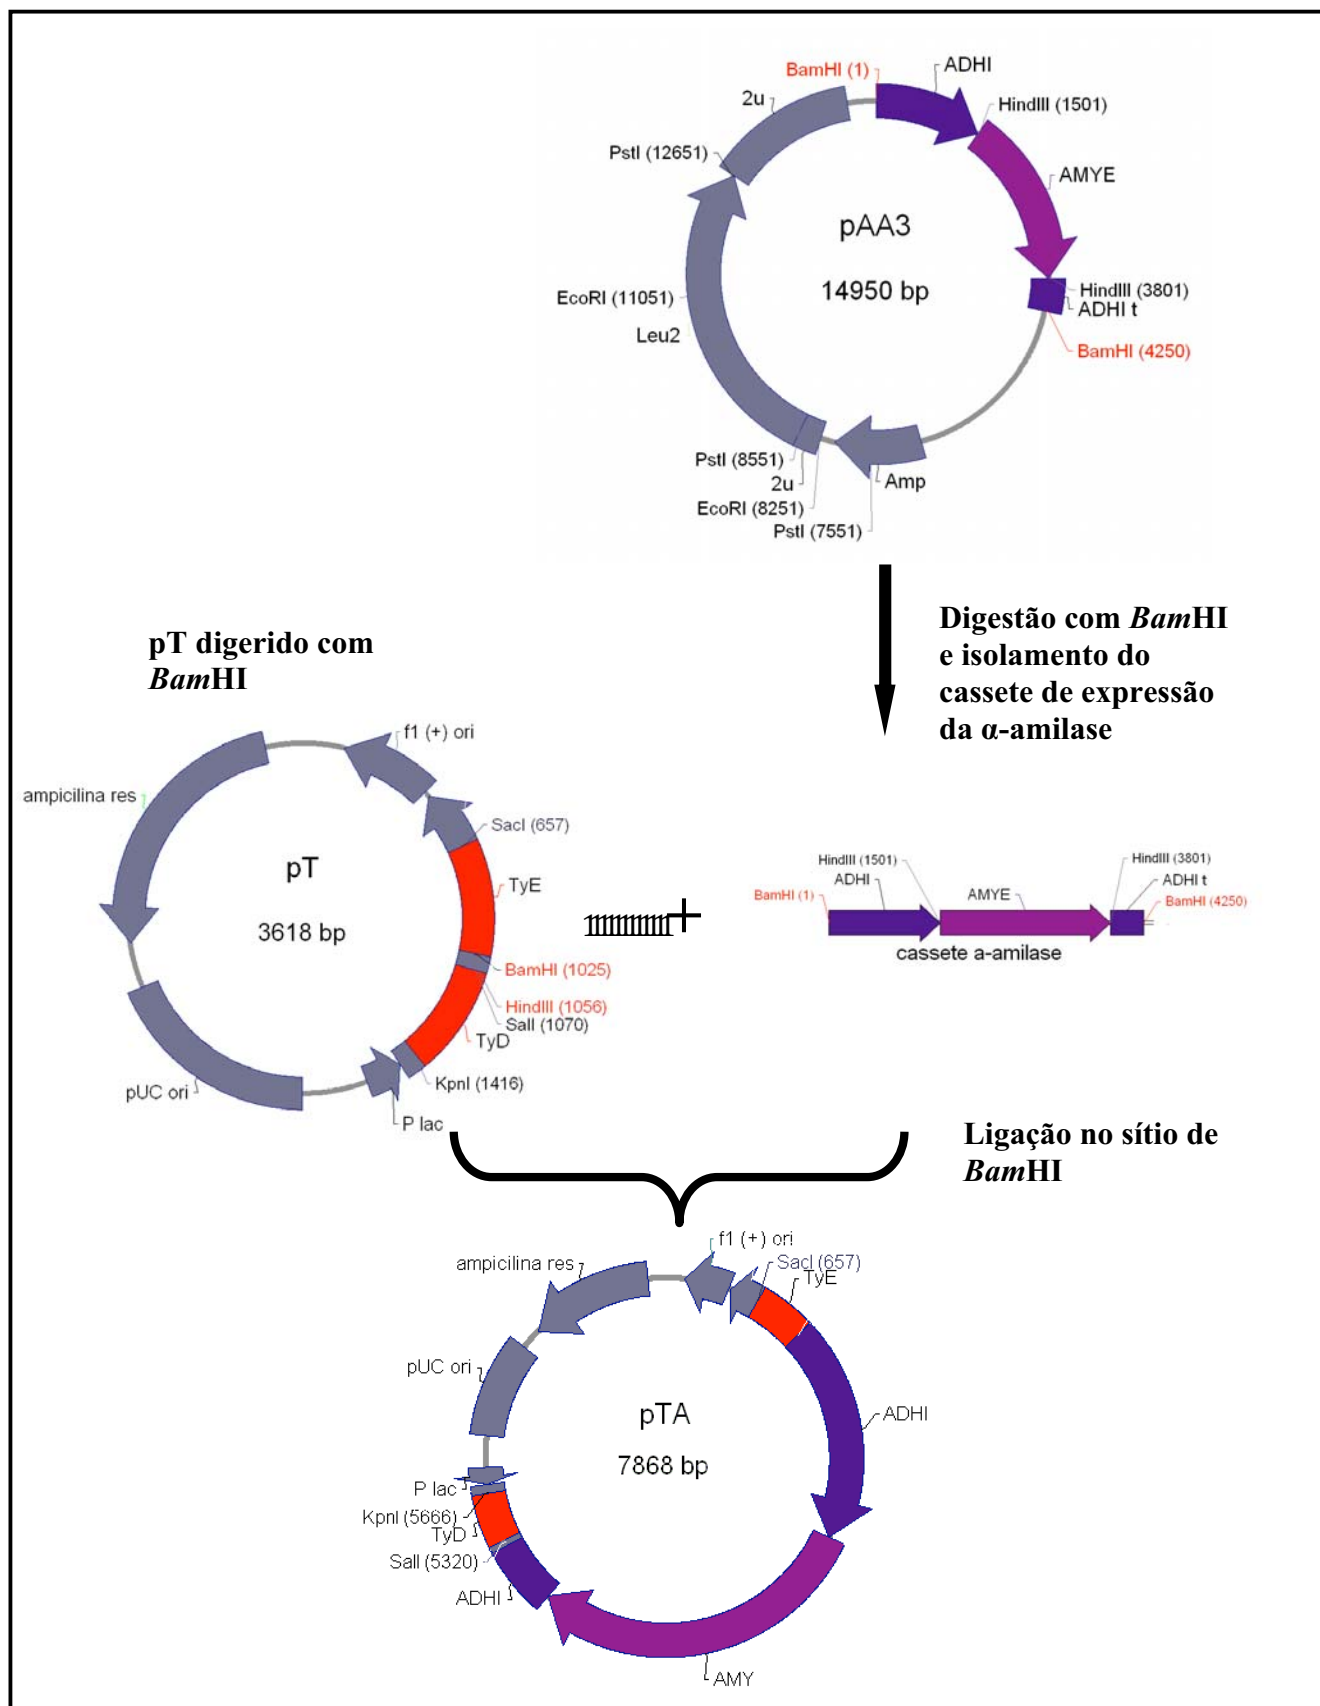 BamHI (1)
ADHI
2u
HindIII (1501)
PstI (12651)
AMYE
pAA3
14950 bp
EcoRI (11051)
HindIII (3801)
ADHI t
Leu2
BamHI (4250)
PstI (8551)
2u
Amp
EcoRI (8251)
PstI (7551)
Digestão com BamHI
e isolamento do
cassete de expressão
da α-amilase
pT digerido com
BamHI
f1 (+) ori
ampicilina res
SacI (657)
pT
TyE
3618 bp
BamHI (1025)
HindIII (1056)
SalI (1070)
TyD
KpnI (1416)
pUC ori
P lac
+
HindIII (1501)
HindIII (3801)
ADHI
AMYE
ADHI t
BamHI (1)
BamHI (4250)
cassete a-amilase
Ligação no sítio de
BamHI
f1 (+) ori
ampicilina res
SacI (657)
TyE
pUC ori
pTA
ADHI
7868 bp
P lac
KpnI (5666)
TyD
SalI (5320)
ADHI
AMY